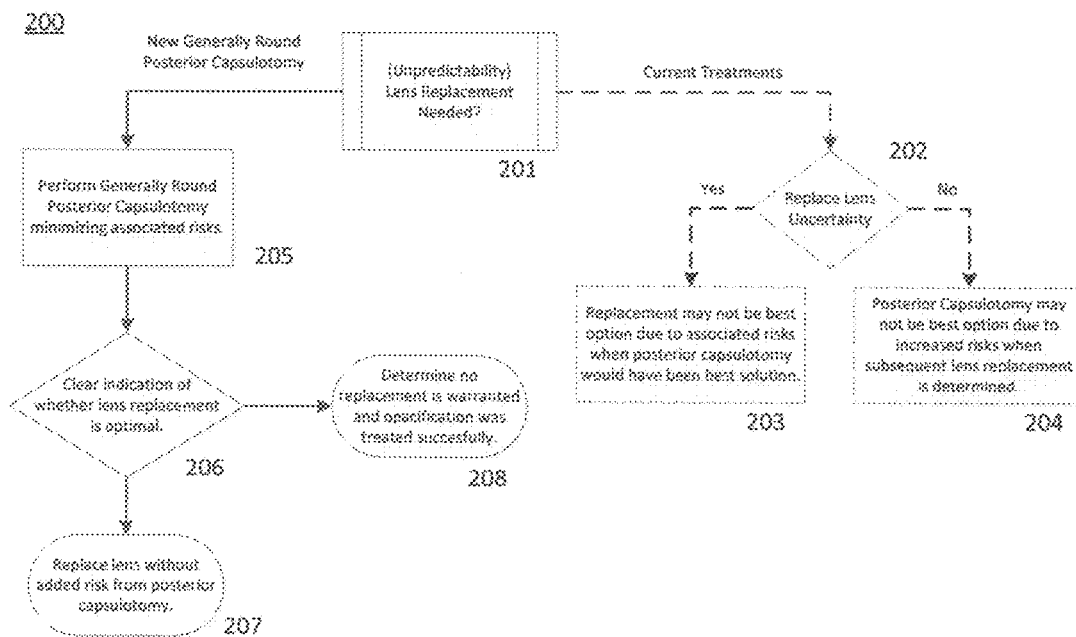 200
New Generally Round
Posterior Capsulotomy
(Unpredictability)
Lens Replacement
Needed?
201
Current Treatments
202
Replace Lens
Uncertainty
Yes
No
Perform Generally Round
Posterior Capsulotomy
minimizing associated risks.
205
Replacement may not be best
option due to associated risks
when posterior capsulotomy
would have been best solution.
203
Posterior Capsulotomy may
not be best option due to
increased risks when
subsequent lens replacement
is determined.
204
Clear indication of
whether lens replacement
is optimal.
206
Determine no
replacement is warranted
and opacification was
treated succesfully.
208
Replace lens without
added risk from posterior
capsulotomy.
207